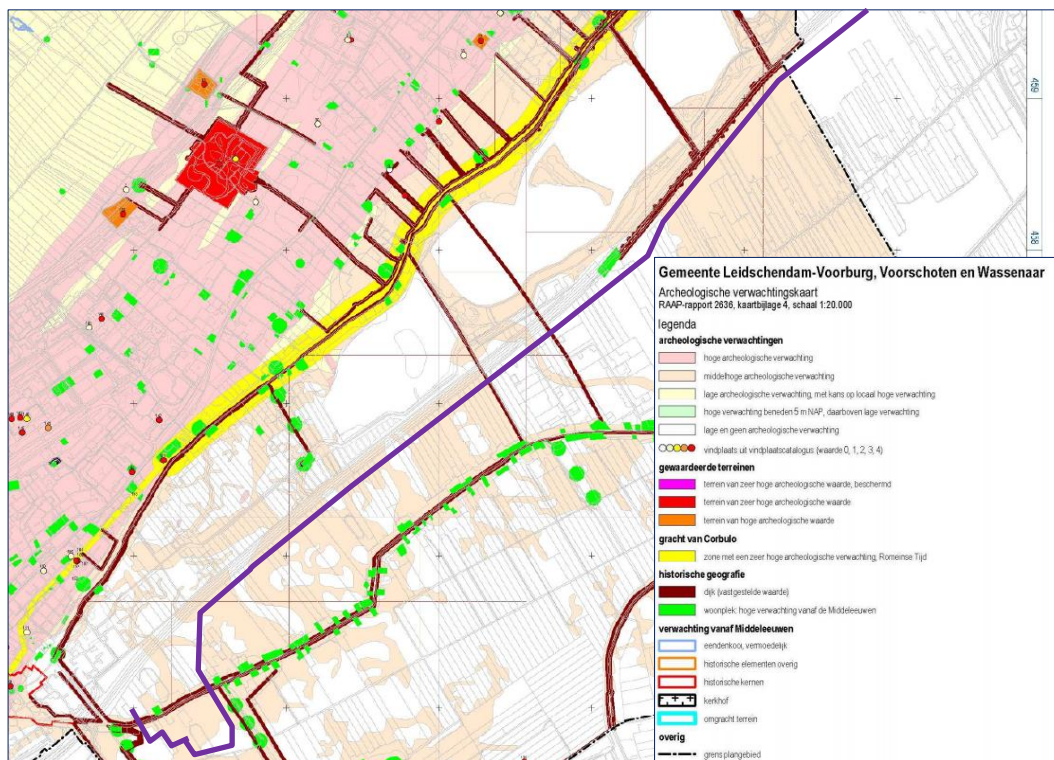 459
458
Gemeente Leidschendam-Voorburg, Voorschoten en Wassenaar
Archeologische verwachtingskaart
RAAP-rapport 2636, kaartbijlage 4, schaal 1:20.000
legenda
archeologische verwachtingen
hoge archeologische verwachting
middelhoge archeologische verwachting
lage archeologische verwachting, met kans op locaal hoge verwachting
hoge verwachting beneden 5 m NAP, daarboven lage verwachting
lage en geen archeologische verwachting
vindplaats uit vindplaatscatalogus (waarde 0, 1, 2, 3, 4)
gewaardeerde terreinen
terrein van zeer hoge archeologische waarde, beschermd
terrein van zeer hoge archeologische waarde
terrein van hoge archeologische waarde
gracht van Corbulo
zone met een zeer hoge archeologische verwachting, Romeinse Tijd
historische geografie
dijk (vastgestelde waarde)
woonplek: hoge verwachting vanaf de Middeleeuwen
verwachting vanaf Middeleeuwen
eendenkooi, vermoedelijk
historische elementen overig
historische kernen
kerkhof
omgracht terrein
overig
grens plangebied